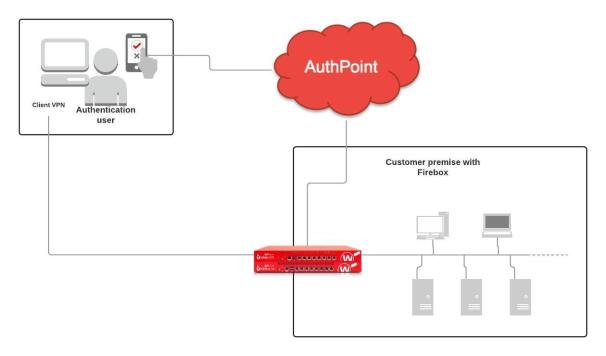 AuthPoint
Client VPN
Authentication
user
Customer premise with
Firebox